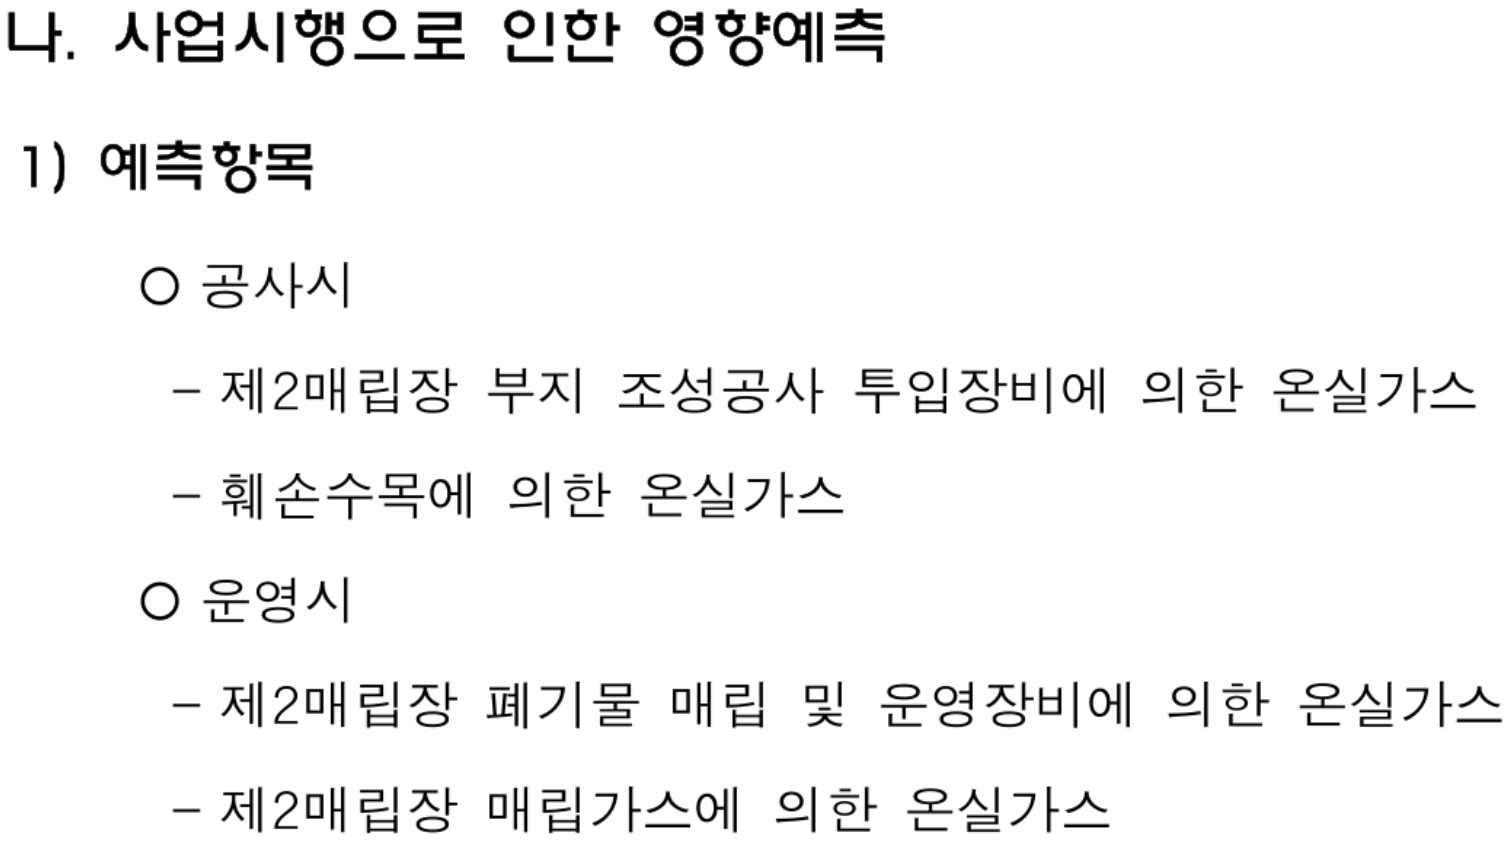 나. 사업시행으로 인한 영향예측
1) 예측항목
○ 공사시
- 제2매립장 부지 조성공사 투입장비에 의한 온실가스
- 훼손수목에 의한 온실가스
○ 운영시
- 제2매립장 폐기물 매립 및 운영장비에 의한 온실가스
- 제2매립장 매립가스에 의한 온실가스